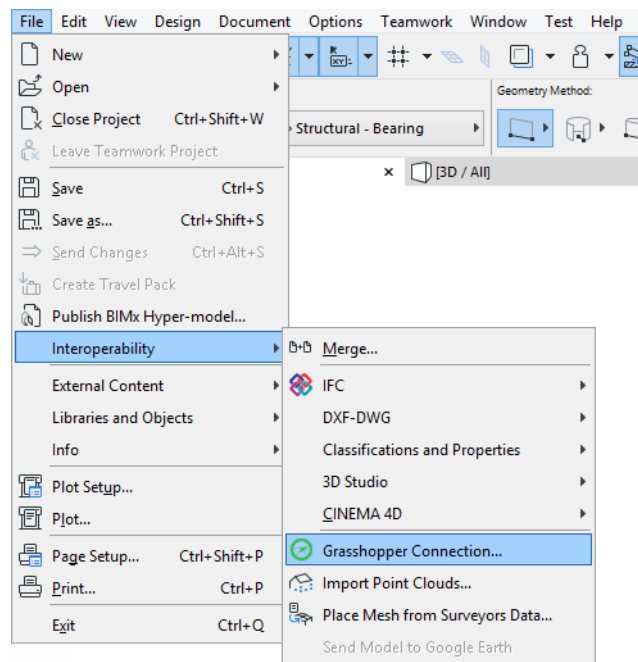 File Edit View Design Document Options Teamwork Window Test Help
New
Open
Close Project Ctrl+Shift+W
Leave Teamwork Project
Save Ctrl+S
Save as... Ctrl+Shift+S
Send Changes Ctrl+Alt+S
Create Travel Pack
Publish BIMx Hyper-model...
Interoperability
External Content
Libraries and Objects
Info
Plot Setup...
Plot...
Page Setup... Ctrl+Shift+P
Print... Ctrl+P
Exit Ctrl+Q
XY:
Geometry Method:
Structural - Bearing
[3D / All]
Merge...
IFC
DXF-DWG
Classifications and Properties
3D Studio
CINEMA 4D
Grasshopper Connection...
Import Point Clouds...
Place Mesh from Surveyors Data...
Send Model to Google Earth